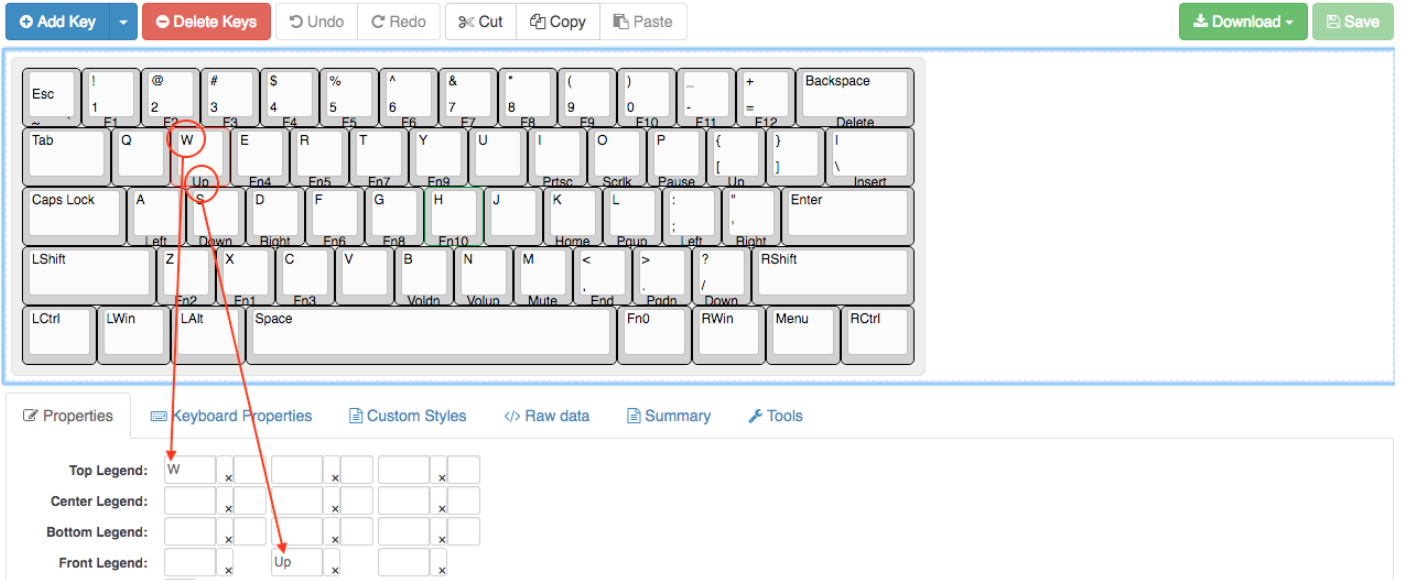 Add Key Delete Keys Undo Redo Cut Copy Paste Download Save
! @ # $ % ^ & * ( ) _ + Backspace
Esc
1 2 3 4 5 6 7 8 9 0 - =
~ ` F1 F2 F3 F4 F5 F6 F7 F8 F9 F10 F11 F12 Delete
Tab Q W E R T Y U I O P { } |
[ ] \
Up Fn4 Fn5 Fn7 Fn9 Prtsc Scrlk Pause Up Insert
Caps Lock A S D F G H J K L : " Enter
; '
Left Down Right Fn6 Fn8 Fn10 Home Pgup Left Right
LShift Z X C V B N M < > ? RShift
, . /
Fn2 Fn1 Fn3 Voldn Volup Mute End Pgdn Down
LCtrl LWin LAlt Space Fn0 RWin Menu RCtrl
Properties Keyboard Properties Custom Styles </> Raw data Summary Tools
Top Legend: W x x x
Center Legend: x x x
Bottom Legend: x x x
Front Legend: x Up x x